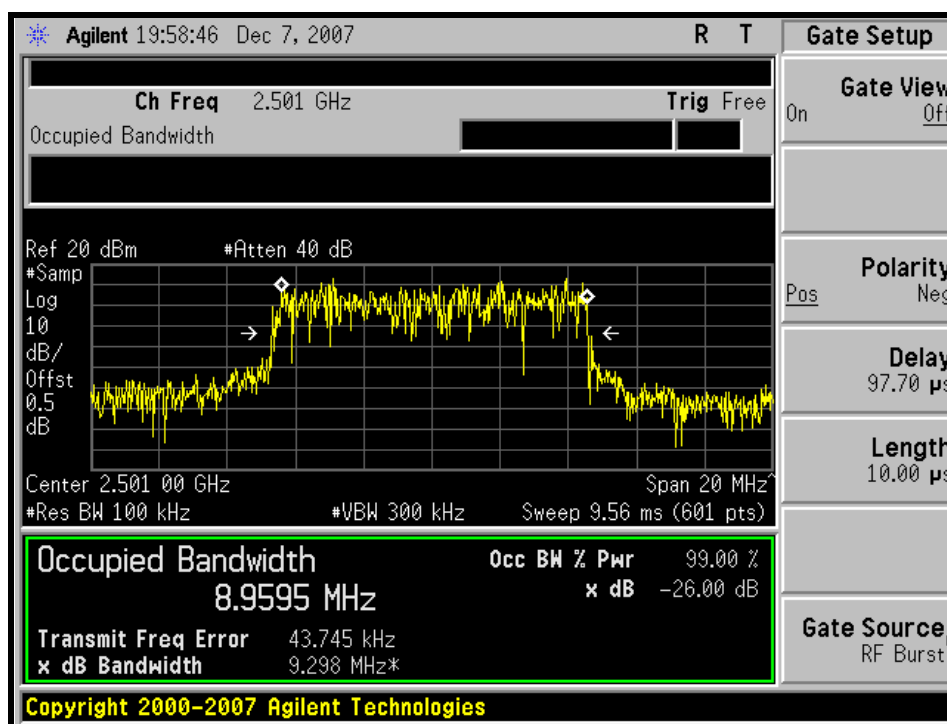 Agilent 19:58:46 Dec 7, 2007 R T
Ch Freq 2.501 GHz Trig Free
Occupied Bandwidth
Ref 20 dBm #Atten 40 dB
#Samp
Log
10
dB/
Offst
0.5
dB
Center 2.501 00 GHz Span 20 MHz^
#Res BW 100 kHz #VBW 300 kHz Sweep 9.56 ms (601 pts)
Occupied Bandwidth
8.9595 MHz
Occ BW % Pwr 99.00 %
x dB -26.00 dB
Transmit Freq Error 43.745 kHz
x dB Bandwidth 9.298 MHz*
Copyright 2000-2007 Agilent Technologies
Gate Setup
Gate View
On Off
Polarity
Pos Neg
Delay
97.70 µs
Length
10.00 µs
Gate Source
RF Burst